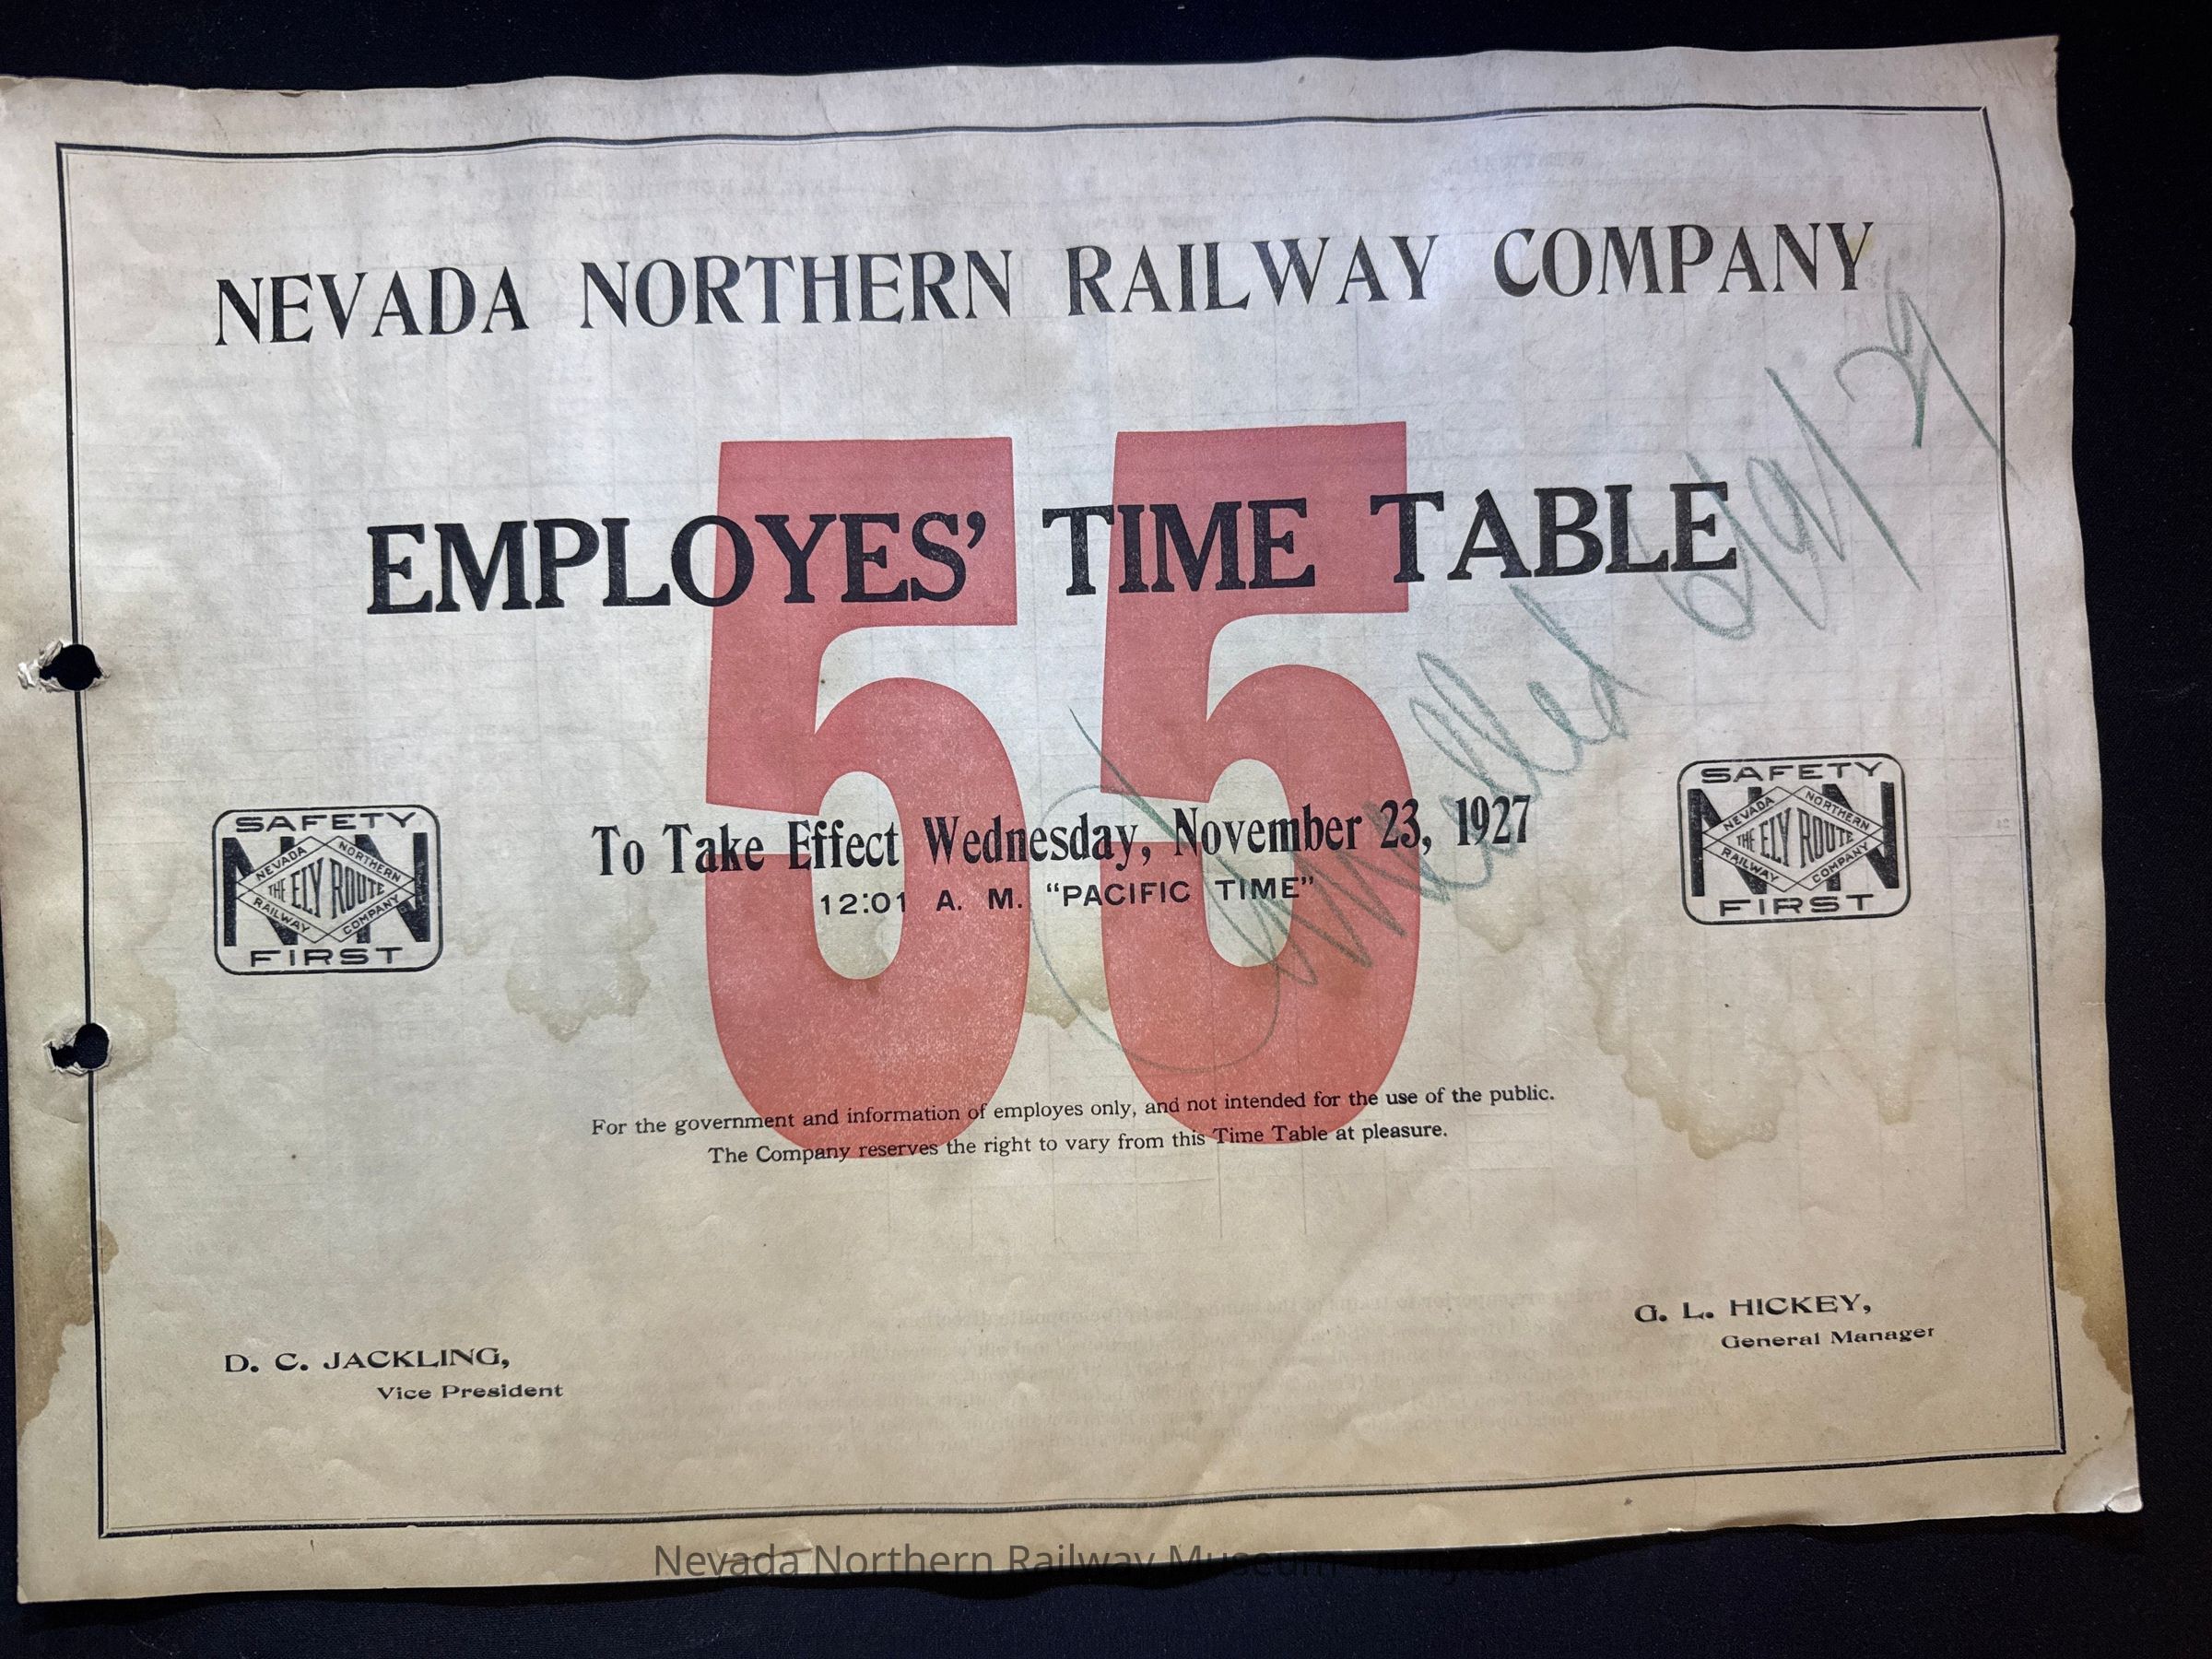 NEVADA NORTHERN RAILWAY COMPANY
55
EMPLOYES' TIME TABLE
To Take Effect Wednesday, November 23, 1927
12:01 A. M. "PACIFIC TIME"
SAFETY
NN
NEVADA NORTHERN
THE ELY ROUTE
RAILWAY COMPANY
FIRST
SAFETY
NN
NEVADA NORTHERN
THE ELY ROUTE
RAILWAY COMPANY
FIRST
For the government and information of employes only, and not intended for the use of the public.
The Company reserves the right to vary from this Time Table at pleasure.
D. C. JACKLING,
Vice President
G. L. HICKEY,
General Manager
Nevada Northern Railway Museum